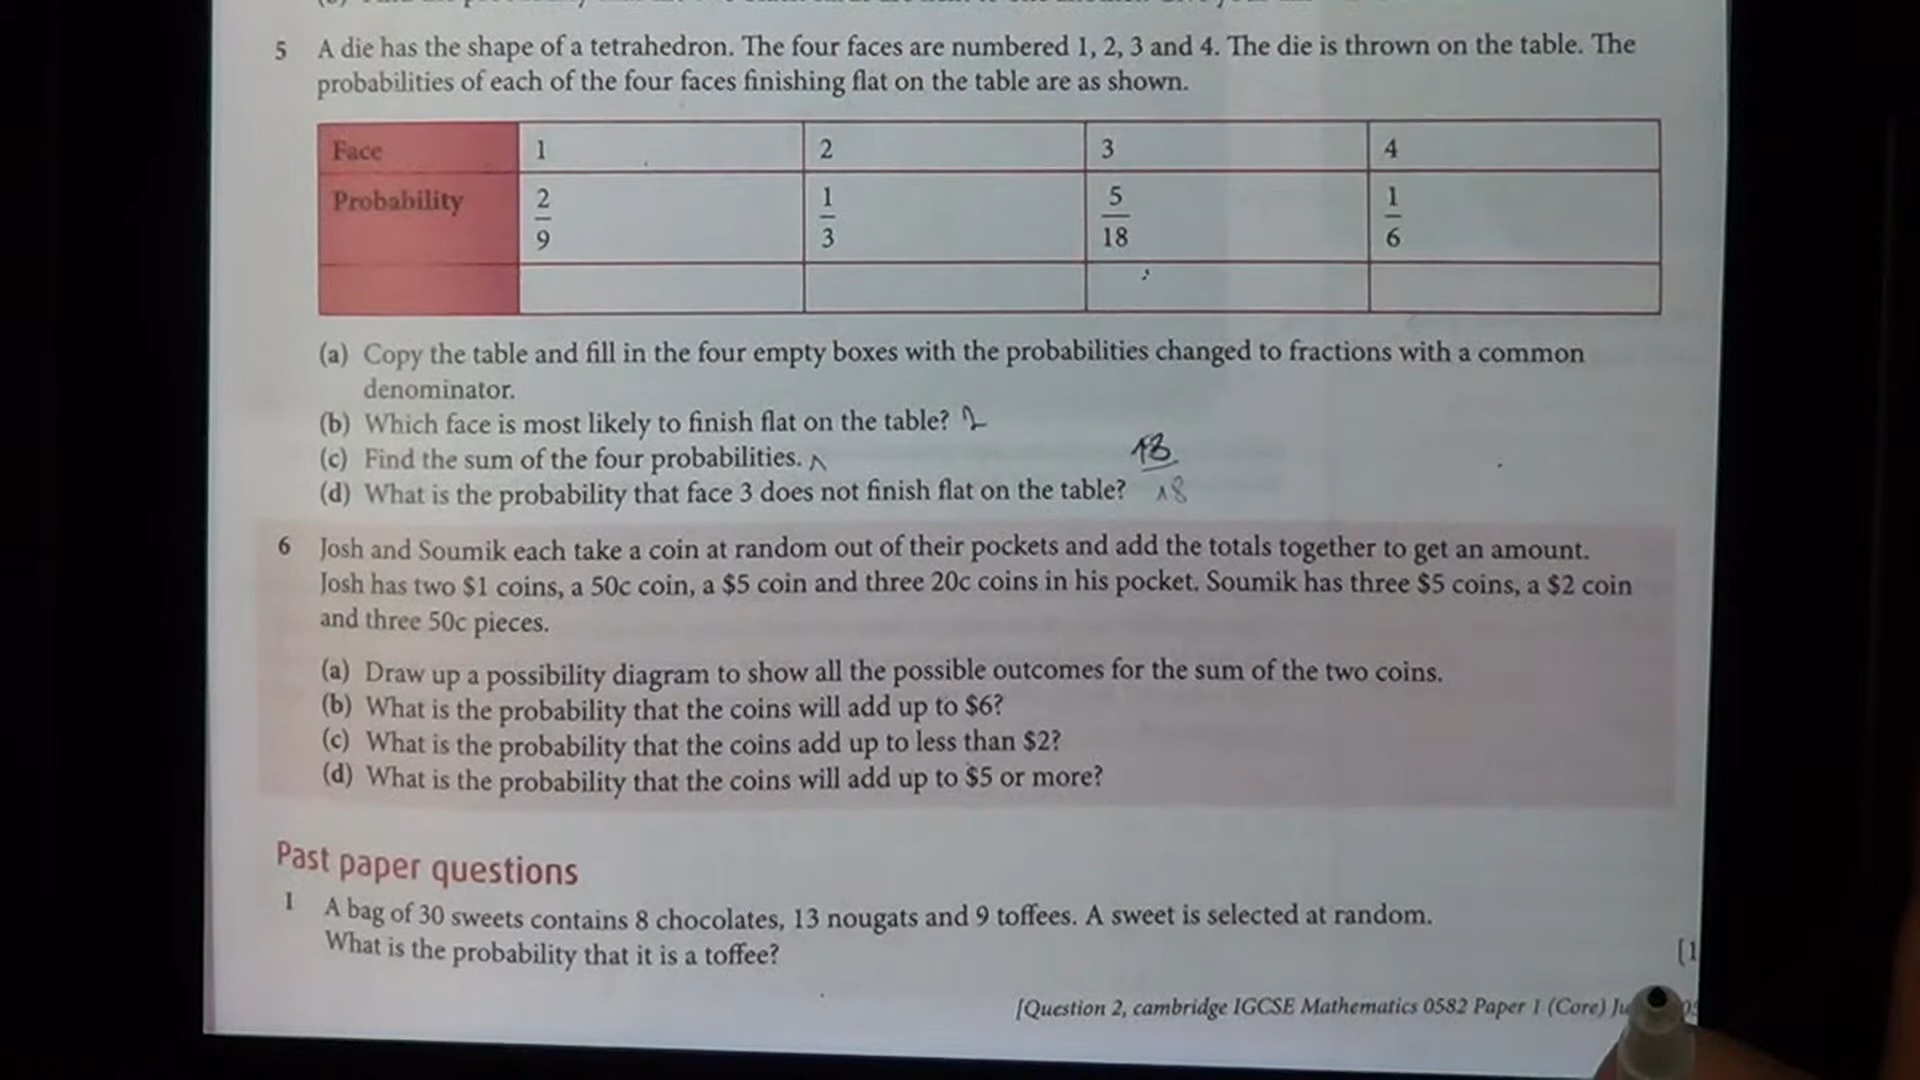 5 A die has the shape of a tetrahedron. The four faces are numbered 1, 2, 3 and 4. The die is thrown on the table. The
probabilities of each of the four faces finishing flat on the table are as shown.
Face 1 2 3 4
Probability 2/9 1/3 5/18 1/6
(a) Copy the table and fill in the four empty boxes with the probabilities changed to fractions with a common
denominator.
(b) Which face is most likely to finish flat on the table? 2
(c) Find the sum of the four probabilities. 1
(d) What is the probability that face 3 does not finish flat on the table? 13/18
6 Josh and Soumik each take a coin at random out of their pockets and add the totals together to get an amount.
Josh has two $1 coins, a 50c coin, a $5 coin and three 20c coins in his pocket. Soumik has three $5 coins, a $2 coin
and three 50c pieces.
(a) Draw up a possibility diagram to show all the possible outcomes for the sum of the two coins.
(b) What is the probability that the coins will add up to $6?
(c) What is the probability that the coins add up to less than $2?
(d) What is the probability that the coins will add up to $5 or more?
Past paper questions
1 A bag of 30 sweets contains 8 chocolates, 13 nougats and 9 toffees. A sweet is selected at random.
What is the probability that it is a toffee?
[1
[Question 2, cambridge IGCSE Mathematics 0582 Paper 1 (Core)